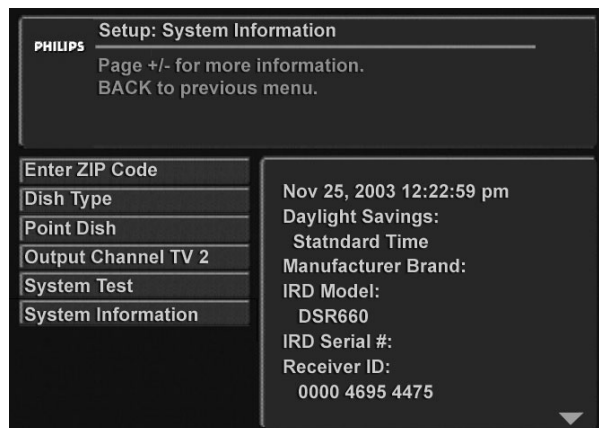 Setup: System Information
PHILIPS
Page +/- for more information.
BACK to previous menu.
Enter ZIP Code
Dish Type
Point Dish
Output Channel TV 2
System Test
System Information
Nov 25, 2003 12:22:59 pm
Daylight Savings:
Statndard Time
Manufacturer Brand:
IRD Model:
DSR660
IRD Serial #:
Receiver ID:
0000 4695 4475